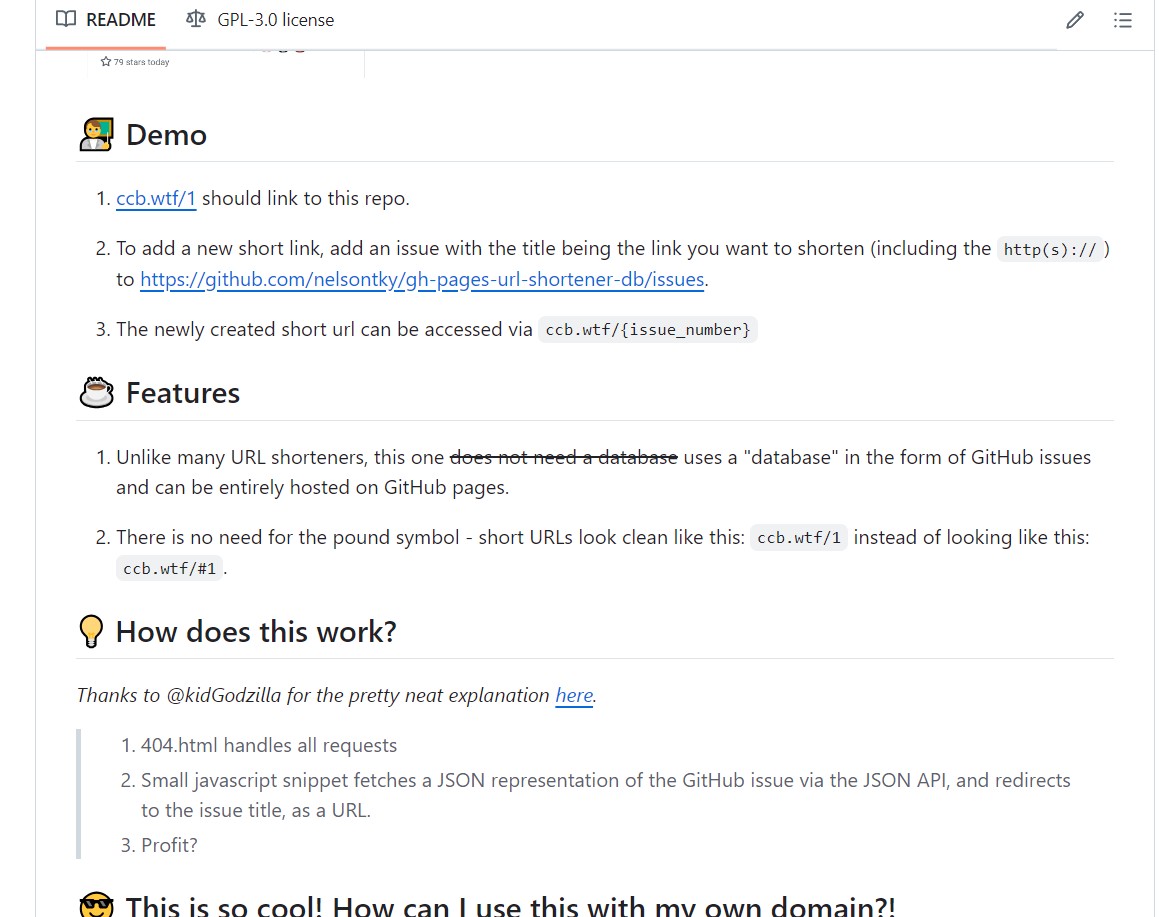 README GPL-3.0 license
79 stars today
Demo
1. ccb.wtf/1 should link to this repo.
2. To add a new short link, add an issue with the title being the link you want to shorten (including the http(s):// )
to https://github.com/nelsontky/gh-pages-url-shortener-db/issues.
3. The newly created short url can be accessed via ccb.wtf/{issue_number}
Features
1. Unlike many URL shorteners, this one does not need a database uses a "database" in the form of GitHub issues
and can be entirely hosted on GitHub pages.
2. There is no need for the pound symbol - short URLs look clean like this: ccb.wtf/1 instead of looking like this:
ccb.wtf/#1 .
How does this work?
Thanks to @kidGodzilla for the pretty neat explanation here.
1. 404.html handles all requests
2. Small javascript snippet fetches a JSON representation of the GitHub issue via the JSON API, and redirects
to the issue title, as a URL.
3. Profit?
This is so cool! How can I use this with my own domain?!